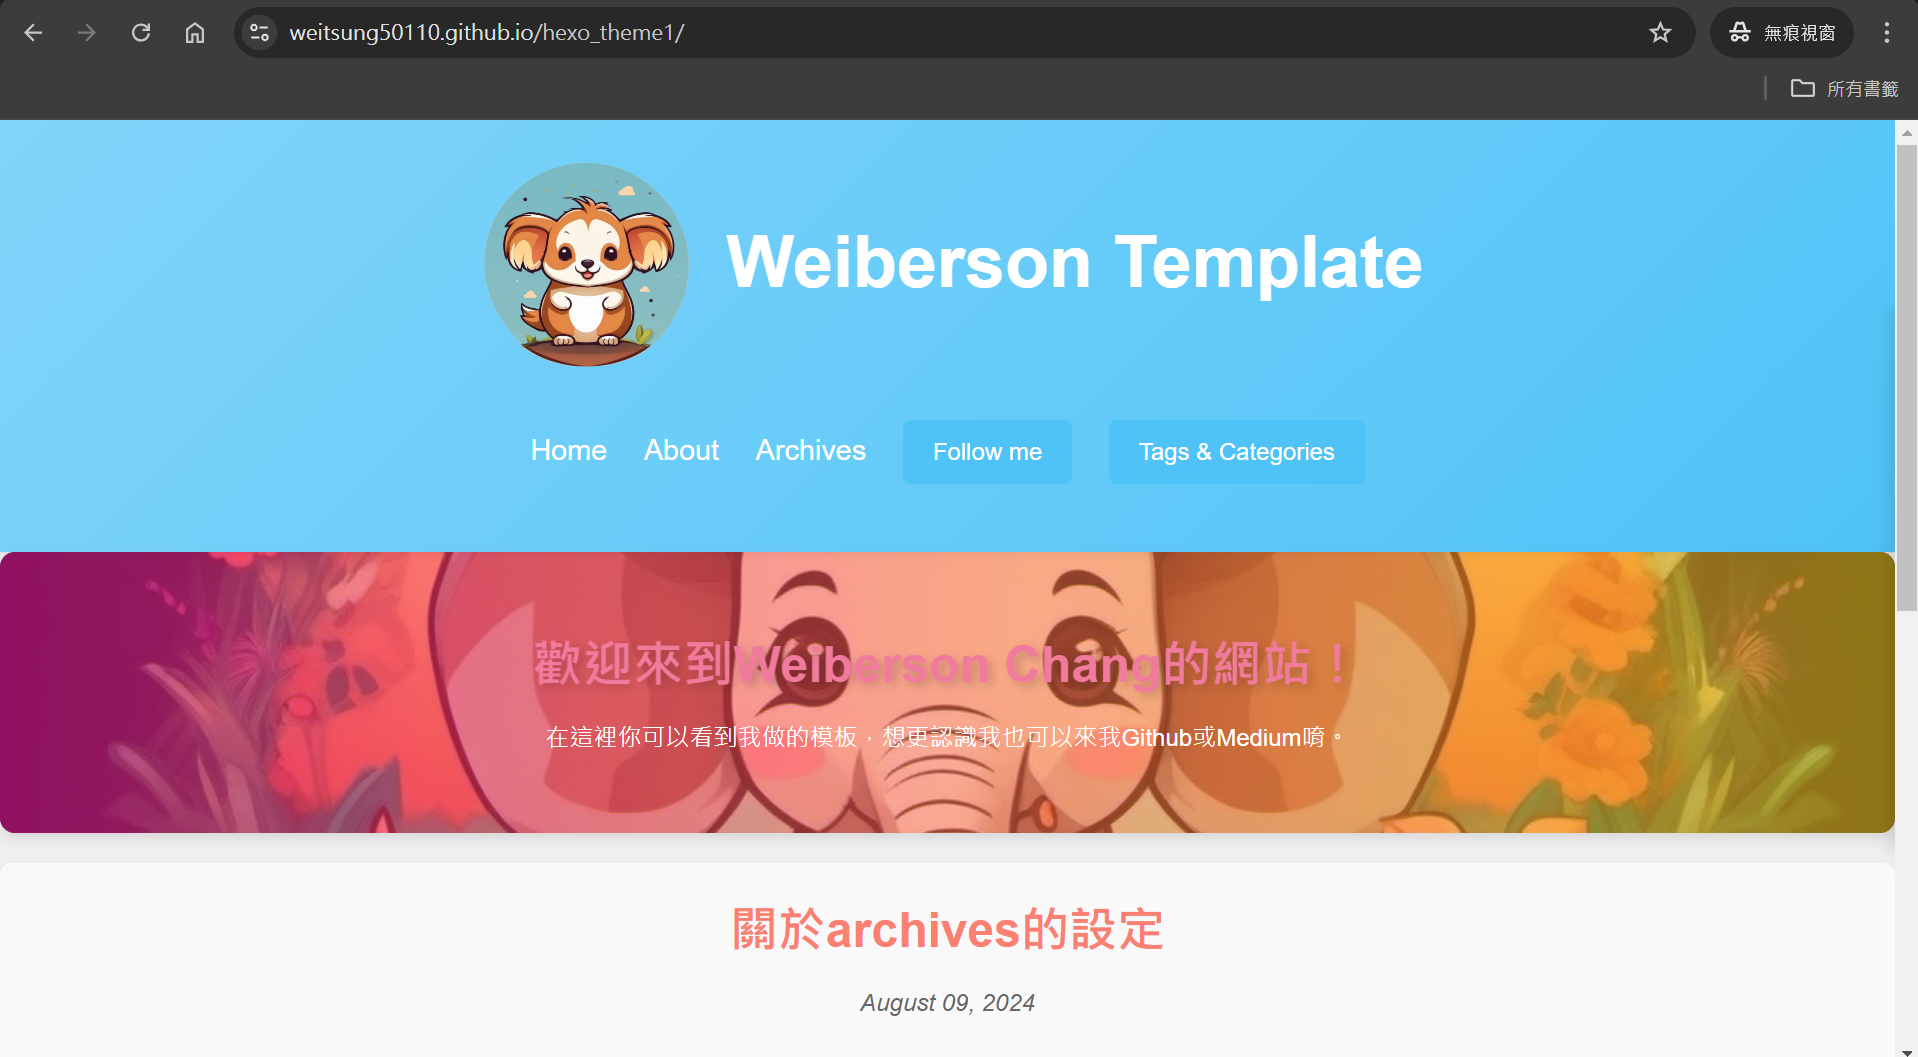 weitsung50110.github.io/hexo_theme1/
無痕視窗
所有書籤
Weiberson Template
Home About Archives Follow me Tags & Categories
歡迎來到Weiberson Chang的網站！
在這裡你可以看到我做的模板，想更認識我也可以來我Github或Medium唷。
關於archives的設定
August 09, 2024